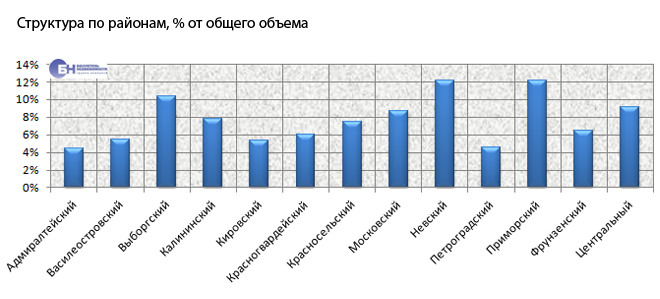 Структура по районам, % от общего объема
БН
14%
12%
10%
8%
6%
4%
2%
0%
Адмиралтейский
Василеостровский
Выборгский
Калининский
Кировский
Красногвардейский
Красносельский
Московский
Невский
Петроградский
Приморский
Фрунзенский
Центральный